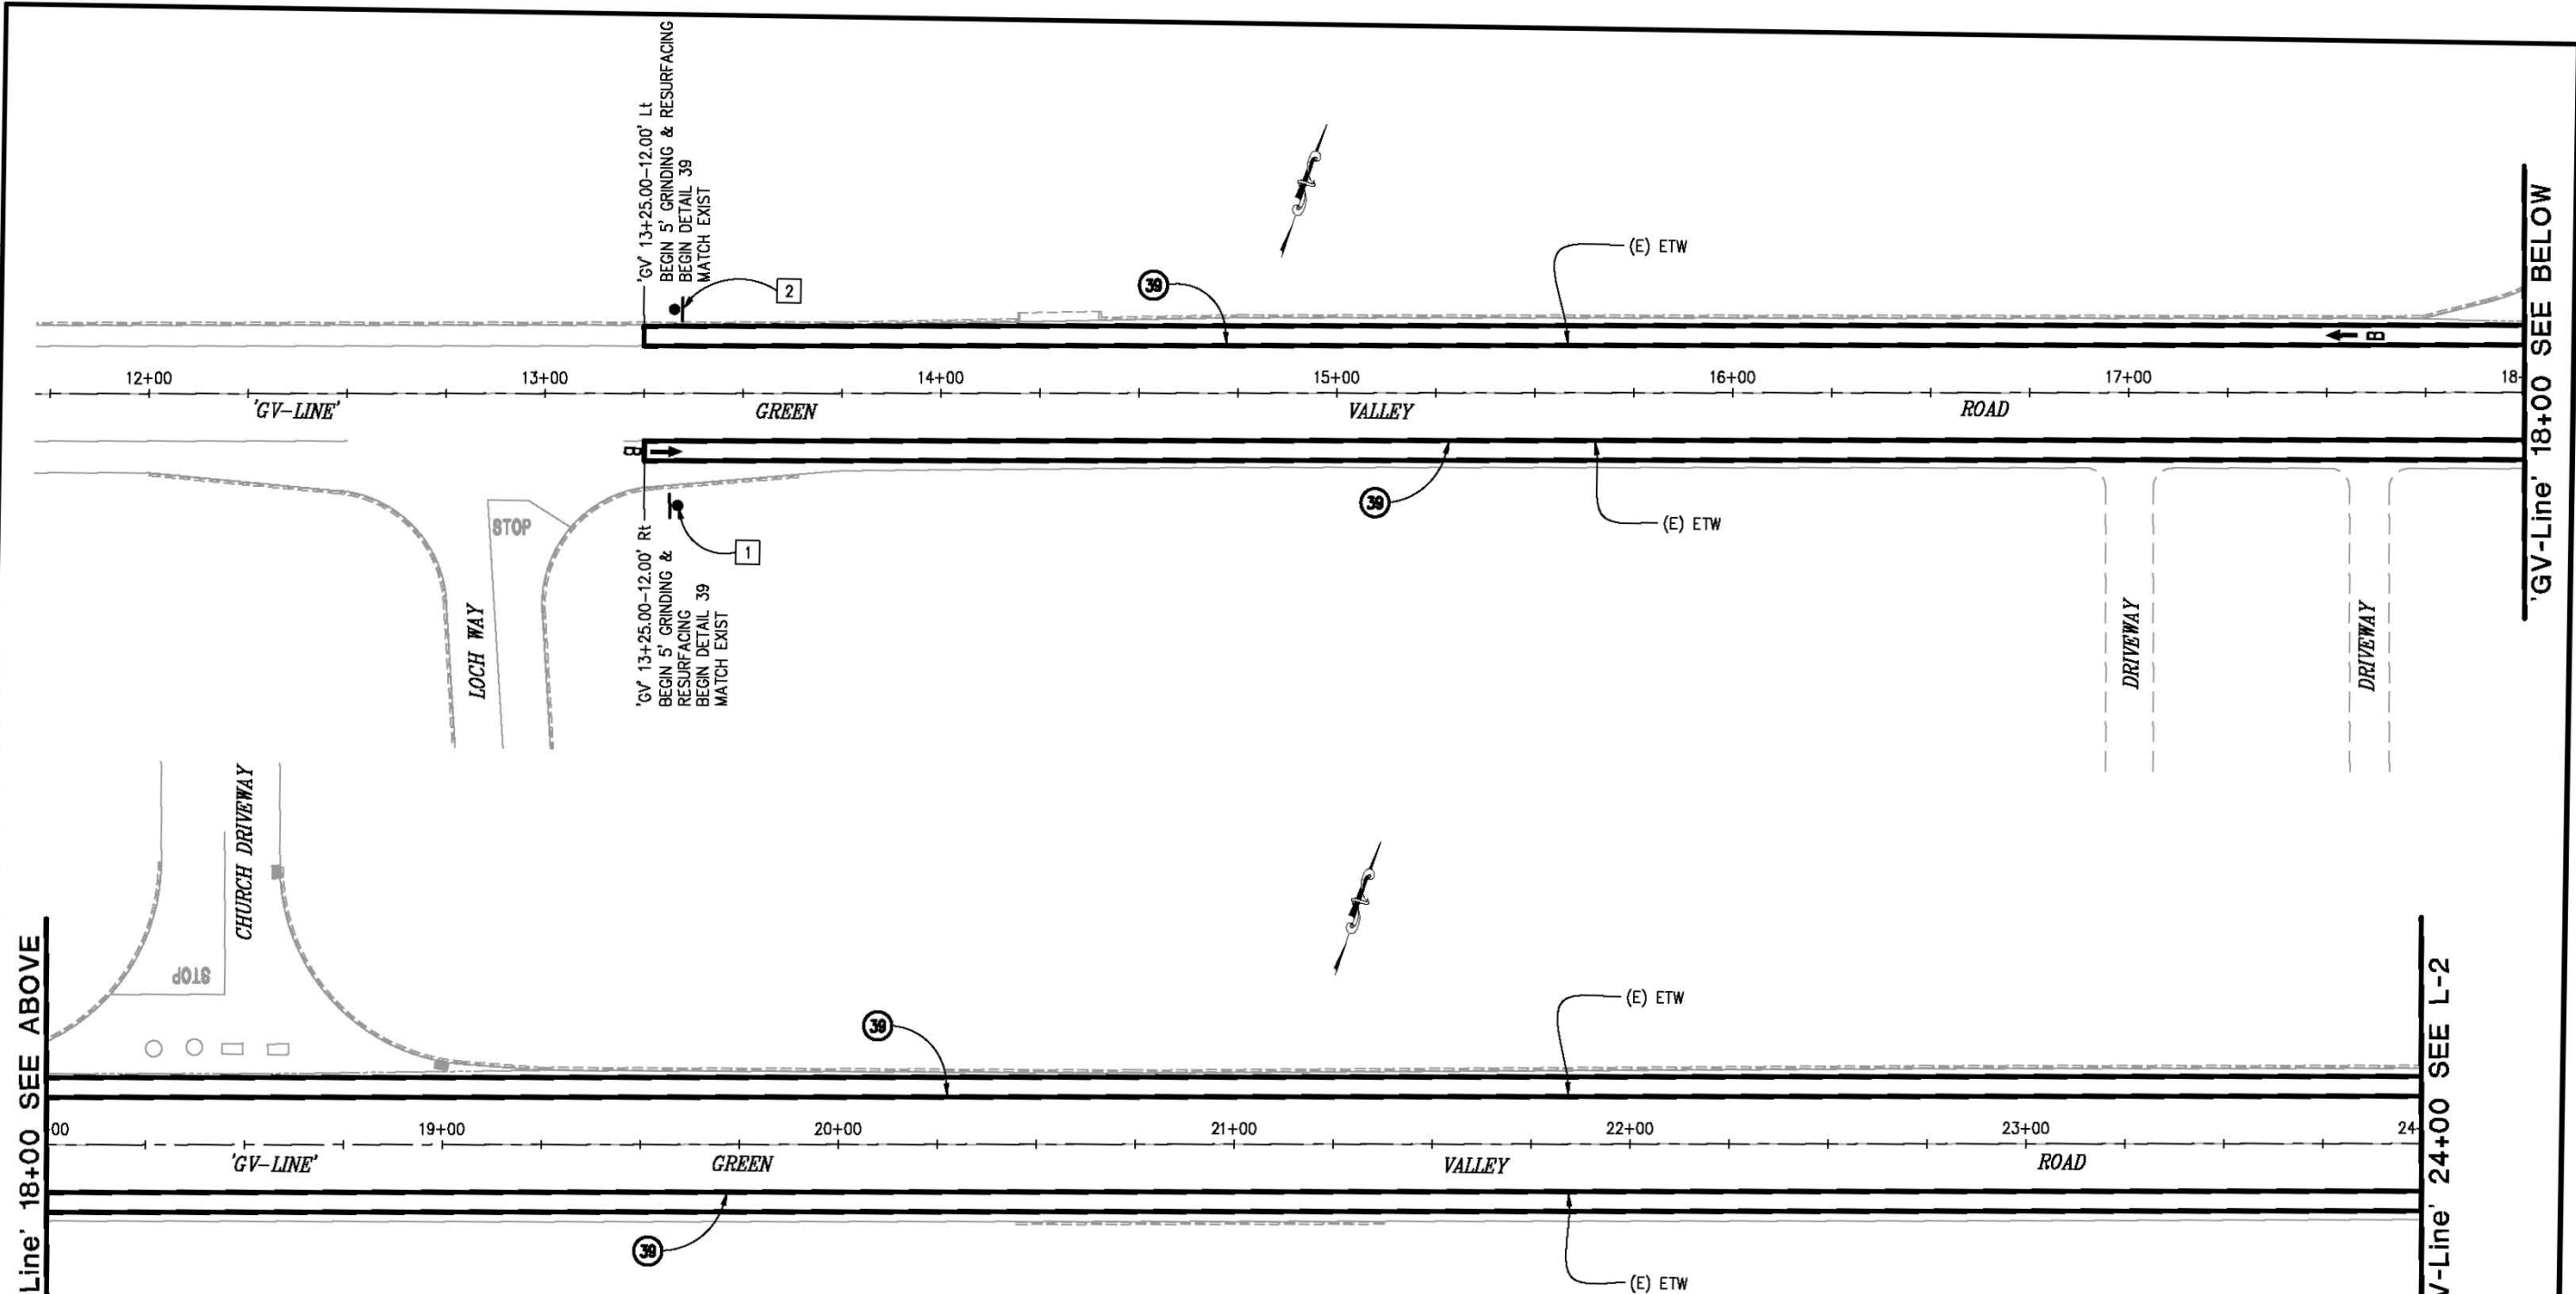 'GV' 13+25.00-12.00' Lt
BEGIN 5' GRINDING & RESURFACING
BEGIN DETAIL 39
MATCH EXIST
2
39
(E) ETW
B
12+00
13+00
14+00
15+00
16+00
17+00
18-
'GV-LINE'
GREEN
VALLEY
ROAD
B
39
(E) ETW
STOP
1
'GV' 13+25.00-12.00' Rt
BEGIN 5' GRINDING &
RESURFACING
BEGIN DETAIL 39
MATCH EXIST
LOCH WAY
DRIVEWAY
DRIVEWAY
'GV-Line' 18+00 SEE BELOW
CHURCH DRIVEWAY
STOP
Line' 18+00 SEE ABOVE
39
(E) ETW
00
19+00
20+00
21+00
22+00
23+00
24
'GV-LINE'
GREEN
VALLEY
ROAD
39
(E) ETW
V-Line' 24+00 SEE L-2